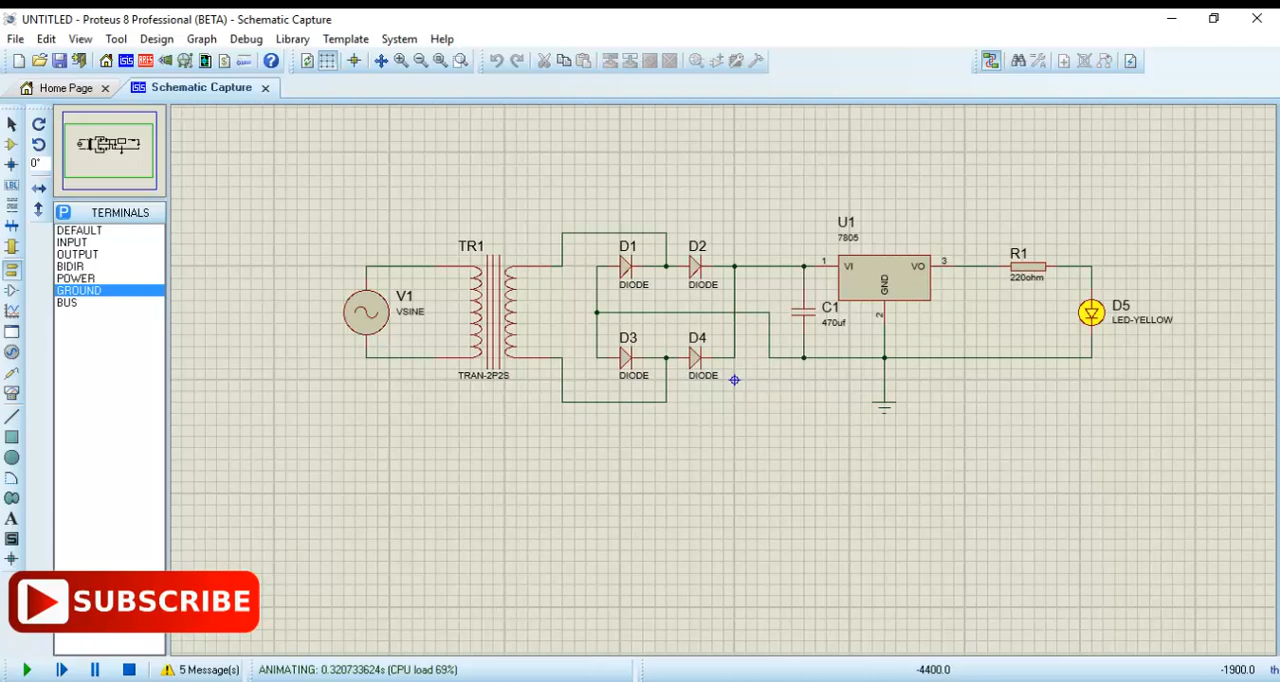 UNTITLED - Proteus 8 Professional (BETA) - Schematic Capture
File Edit View Tool Design Graph Debug Library Template System Help
Home Page
Schematic Capture
0°
LBL
P TERMINALS
DEFAULT
INPUT
OUTPUT
BIDIR
POWER
GROUND
BUS
TR1
TRAN-2P2S
V1
VSINE
D1
DIODE
D2
DIODE
D3
DIODE
D4
DIODE
U1
7805
1
VI
VO
3
GND
2
C1
470uf
R1
220ohm
D5
LED-YELLOW
A
S
SUBSCRIBE
5 Message(s)
ANIMATING: 0.320733624s (CPU load 69%)
-4400.0
-1900.0
th